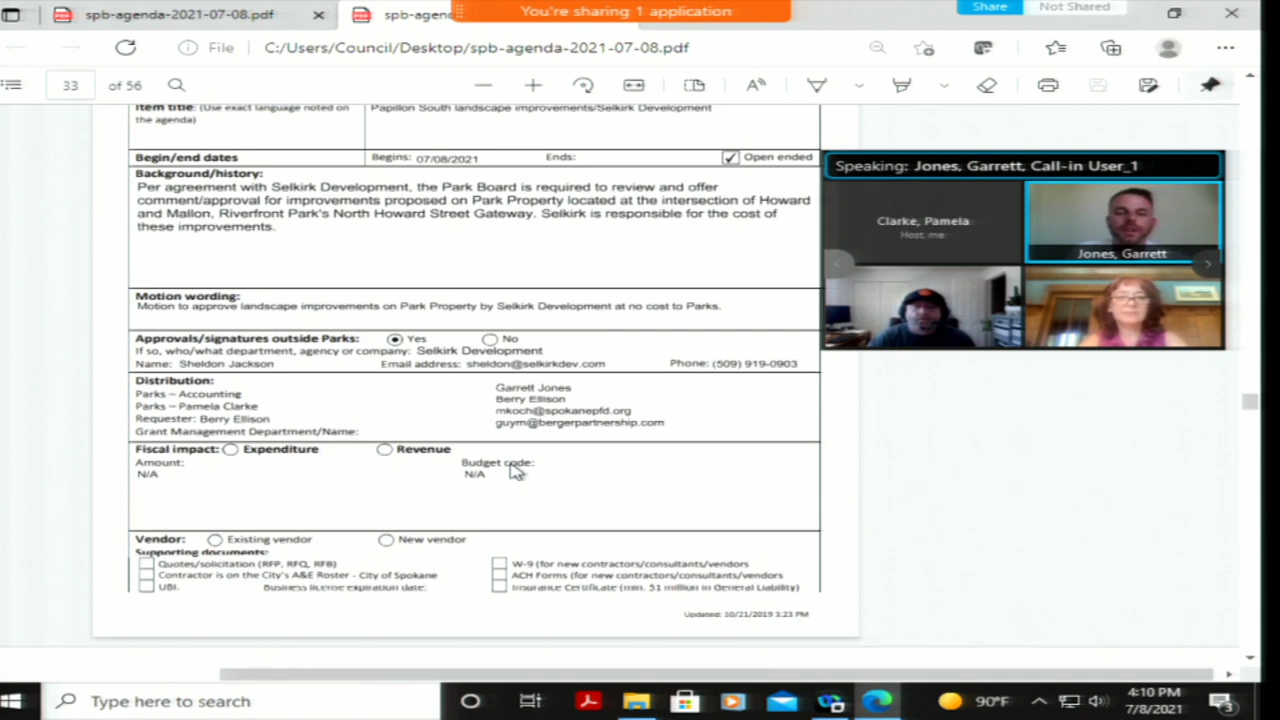 spb-agenda-2021-07-08.pdf
spb-agend
You're sharing 1 application
Share
Not Shared
File
C:/Users/Council/Desktop/spb-agenda-2021-07-08.pdf
33 of 56
Item title: (Use exact language noted on the agenda)
Papillon South landscape improvements/Selkirk Development
Begin/end dates
Begins: 07/08/2021
Ends:
Open ended
Background/history:
Per agreement with Selkirk Development, the Park Board is required to review and offer
comment/approval for improvements proposed on Park Property located at the intersection of Howard
and Mallon, Riverfront Park's North Howard Street Gateway. Selkirk is responsible for the cost of
these improvements.
Speaking: Jones, Garrett, Call-in User_1
Clarke, Pamela
Host, me
Jones, Garrett
Motion wording:
Motion to approve landscape improvements on Park Property by Selkirk Development at no cost to Parks.
Approvals/signatures outside Parks:
Yes
No
If so, who/what department, agency or company: Selkirk Development
Name: Sheldon Jackson
Email address: sheldon@selkirkdev.com
Phone: (509) 919-0903
Distribution:
Parks – Accounting
Parks – Pamela Clarke
Requester: Berry Ellison
Grant Management Department/Name:
Garrett Jones
Berry Ellison
mkoch@spokanepfd.org
guym@bergerpartnership.com
Fiscal impact:
Expenditure
Revenue
Amount:
N/A
Budget code:
N/A
Vendor:
Existing vendor
New vendor
Supporting documents:
Quotes/solicitation (RFP, RFQ, RFB)
Contractor is on the City's A&E Roster - City of Spokane
UBI
Business license expiration date:
W-9 (for new contractors/consultants/vendors
ACH Forms (for new contractors/consultants/vendors
Insurance Certificate (min. $1 million in General Liability)
Updated: 10/21/2019 3:23 PM
Type here to search
90°F
4:10 PM
7/8/2021
3